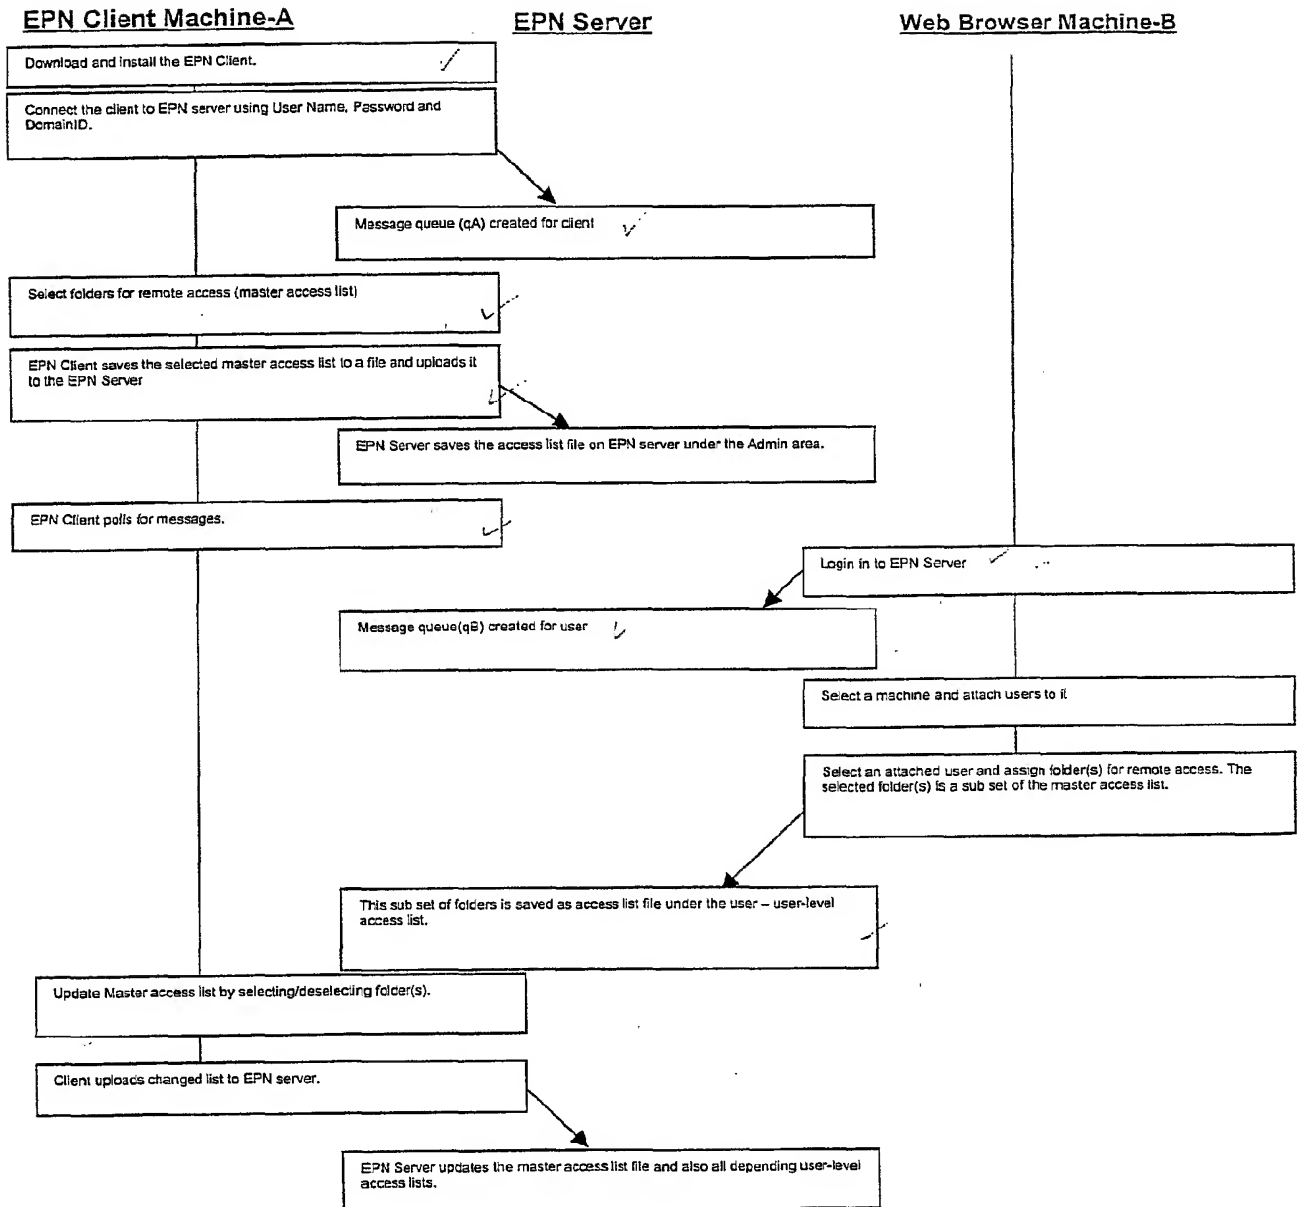 EPN Client Machine-A
EPN Server
Web Browser Machine-B
Download and install the EPN Client.
Connect the client to EPN server using User Name, Password and
DomainID.
Message queue (qA) created for client
Select folders for remote access (master access list)
EPN Client saves the selected master access list to a file and uploads it
to the EPN Server
EPN Server saves the access list file on EPN server under the Admin area.
EPN Client polls for messages.
Login in to EPN Server
Message queue(qB) created for user
Select a machine and attach users to it
Select an attached user and assign folder(s) for remote access. The
selected folder(s) is a sub set of the master access list.
This sub set of folders is saved as access list file under the user – user-level
access list.
Update Master access list by selecting/deselecting folder(s).
Client uploads changed list to EPN server.
EPN Server updates the master access list file and also all depending user-level
access lists.